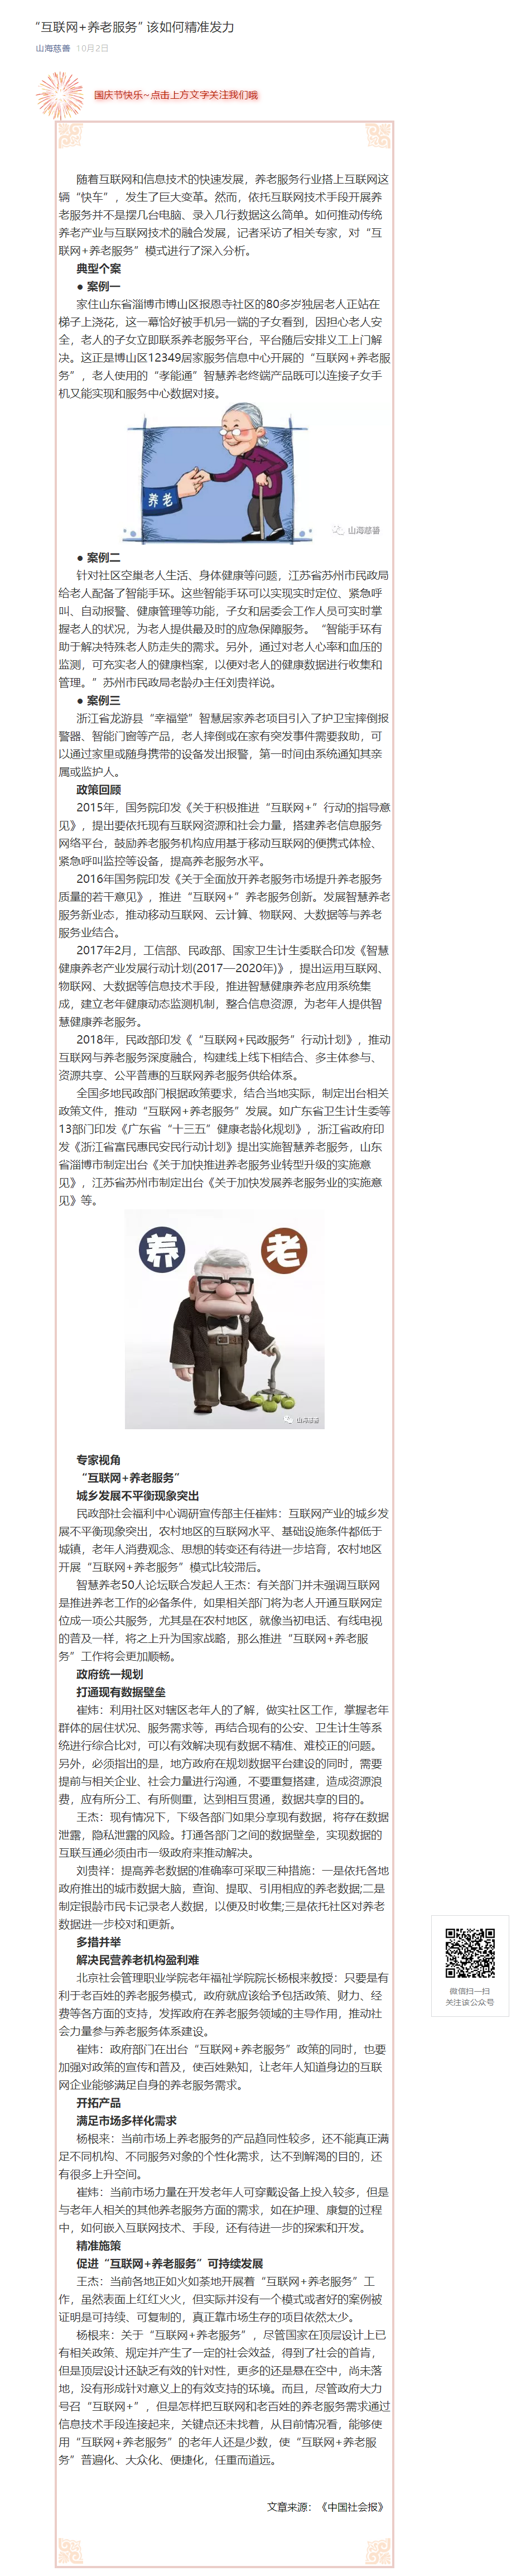 “互联网+养老服务” 该如何精准发力
山海慈善 10月2日
国庆节快乐~点击上方文字关注我们哦
随着互联网和信息技术的快速发展，养老服务行业搭上互联网这
辆“快车”，发生了巨大变革。然而，依托互联网技术手段开展养
老服务并不是摆几台电脑、录入几行数据这么简单。如何推动传统
养老产业与互联网技术的融合发展，记者采访了相关专家，对“互
联网+养老服务”模式进行了深入分析。
典型个案
● 案例一
家住山东省淄博市博山区报恩寺社区的80多岁独居老人正站在
梯子上浇花，这一幕恰好被手机另一端的子女看到，因担心老人安
全，老人的子女立即联系养老服务平台，平台随后安排义工上门解
决。这正是博山区12349居家服务信息中心开展的“互联网+养老服
务”，老人使用的“孝能通”智慧养老终端产品既可以连接子女手
机又能实现和服务中心数据对接。
养老
山海慈善
● 案例二
针对社区空巢老人生活、身体健康等问题，江苏省苏州市民政局
给老人配备了智能手环。这些智能手环可以实现实时定位、紧急呼
叫、自动报警、健康管理等功能，子女和居委会工作人员可实时掌
握老人的状况，为老人提供最及时的应急保障服务。“智能手环有
助于解决特殊老人防走失的需求。另外，通过对老人心率和血压的
监测，可充实老人的健康档案，以便对老人的健康数据进行收集和
管理。”苏州市民政局老龄办主任刘贵祥说。
● 案例三
浙江省龙游县“幸福堂”智慧居家养老项目引入了护卫宝摔倒报
警器、智能门窗等产品，老人摔倒或在家有突发事件需要救助，可
以通过家里或随身携带的设备发出报警，第一时间由系统通知其亲
属或监护人。
政策回顾
2015年，国务院印发《关于积极推进“互联网+”行动的指导意
见》，提出要依托现有互联网资源和社会力量，搭建养老信息服务
网络平台，鼓励养老服务机构应用基于移动互联网的便携式体检、
紧急呼叫监控等设备，提高养老服务水平。
2016年国务院印发《关于全面放开养老服务市场提升养老服务
质量的若干意见》，推进“互联网+”养老服务创新。发展智慧养老
服务新业态，推动移动互联网、云计算、物联网、大数据等与养老
服务业结合。
2017年2月，工信部、民政部、国家卫生计生委联合印发《智慧
健康养老产业发展行动计划(2017—2020年)》，提出运用互联网、
物联网、大数据等信息技术手段，推进智慧健康养老应用系统集
成，建立老年健康动态监测机制，整合信息资源，为老年人提供智
慧健康养老服务。
2018年，民政部印发《“互联网+民政服务”行动计划》，推动
互联网与养老服务深度融合，构建线上线下相结合、多主体参与、
资源共享、公平普惠的互联网养老服务供给体系。
全国多地民政部门根据政策要求，结合当地实际，制定出台相关
政策文件，推动“互联网+养老服务”发展。如广东省卫生计生委等
13部门印发《广东省“十三五”健康老龄化规划》，浙江省政府印
发《浙江省富民惠民安民行动计划》提出实施智慧养老服务，山东
省淄博市制定出台《关于加快推进养老服务业转型升级的实施意
见》，江苏省苏州市制定出台《关于加快发展养老服务业的实施意
见》等。
养 老
山海慈善
专家视角
“互联网+养老服务”
城乡发展不平衡现象突出
民政部社会福利中心调研宣传部主任崔炜：互联网产业的城乡发
展不平衡现象突出，农村地区的互联网水平、基础设施条件都低于
城镇，老年人消费观念、思想的转变还有待进一步培育，农村地区
开展“互联网+养老服务”模式比较滞后。
智慧养老50人论坛联合发起人王杰：有关部门并未强调互联网
是推进养老工作的必备条件，如果相关部门将为老人开通互联网定
位成一项公共服务，尤其是在农村地区，就像当初电话、有线电视
的普及一样，将之上升为国家战略，那么推进“互联网+养老服
务”工作将会更加顺畅。
政府统一规划
打通现有数据壁垒
崔炜：利用社区对辖区老年人的了解，做实社区工作，掌握老年
群体的居住状况、服务需求等，再结合现有的公安、卫生计生等系
统进行综合比对，可以有效解决现有数据不精准、难校正的问题。
另外，必须指出的是，地方政府在规划数据平台建设的同时，需要
提前与相关企业、社会力量进行沟通，不要重复搭建，造成资源浪
费，应有所分工、有所侧重，达到相互贯通，数据共享的目的。
王杰：现有情况下，下级各部门如果分享现有数据，将存在数据
泄露，隐私泄露的风险。打通各部门之间的数据壁垒，实现数据的
互联互通必须由市一级政府来推动解决。
刘贵祥：提高养老数据的准确率可采取三种措施：一是依托各地
政府推出的城市数据大脑，查询、提取、引用相应的养老数据;二是
制定银龄市民卡记录老人数据，以便及时收集;三是依托社区对养老
数据进一步校对和更新。
多措并举
解决民营养老机构盈利难
北京社会管理职业学院老年福祉学院院长杨根来教授：只要是有
利于老百姓的养老服务模式，政府就应该给予包括政策、财力、经
费等各方面的支持，发挥政府在养老服务领域的主导作用，推动社
会力量参与养老服务体系建设。
崔炜：政府部门在出台“互联网+养老服务”政策的同时，也要
加强对政策的宣传和普及，使百姓熟知，让老年人知道身边的互联
网企业能够满足自身的养老服务需求。
开拓产品
满足市场多样化需求
杨根来：当前市场上养老服务的产品趋同性较多，还不能真正满
足不同机构、不同服务对象的个性化需求，达不到解渴的目的，还
有很多上升空间。
崔炜：当前市场力量在开发老年人可穿戴设备上投入较多，但是
与老年人相关的其他养老服务方面的需求，如在护理、康复的过程
中，如何嵌入互联网技术、手段，还有待进一步的探索和开发。
精准施策
促进“互联网+养老服务”可持续发展
王杰：当前各地正如火如荼地开展着“互联网+养老服务”工
作，虽然表面上红红火火，但实际并没有一个模式或者好的案例被
证明是可持续、可复制的，真正靠市场生存的项目依然太少。
杨根来：关于“互联网+养老服务”，尽管国家在顶层设计上已
有相关政策、规定并产生了一定的社会效益，得到了社会的首肯，
但是顶层设计还缺乏有效的针对性，更多的还是悬在空中，尚未落
地，没有形成针对意义上的有效支持的环境。而且，尽管政府大力
号召“互联网+”，但是怎样把互联网和老百姓的养老服务需求通过
信息技术手段连接起来，关键点还未找着，从目前情况看，能够使
用“互联网+养老服务”的老年人还是少数，使“互联网+养老服
务”普遍化、大众化、便捷化，任重而道远。
文章来源：《中国社会报》
微信扫一扫
关注该公众号